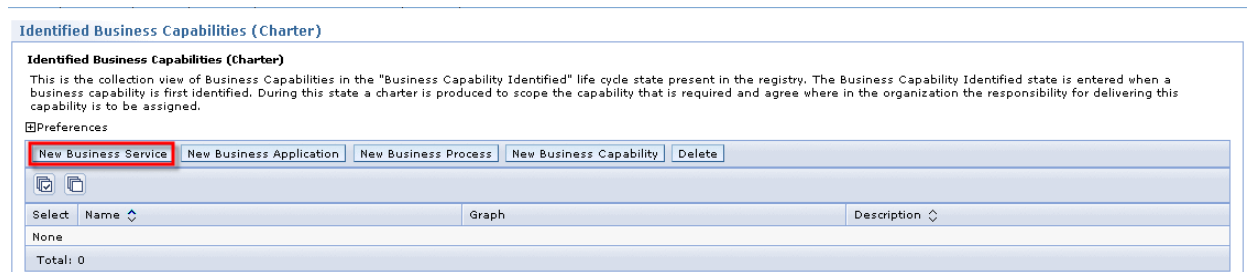 Identified Business Capabilities (Charter)
Identified Business Capabilities (Charter)
This is the collection view of Business Capabilities in the "Business Capability Identified" life cycle state present in the registry. The Business Capability Identified state is entered when a
business capability is first identified. During this state a charter is produced to scope the capability that is required and agree where in the organization the responsibility for delivering this
capability is to be assigned.
Preferences
New Business Service New Business Application New Business Process New Business Capability Delete
Select Name Graph Description
None
Total: 0